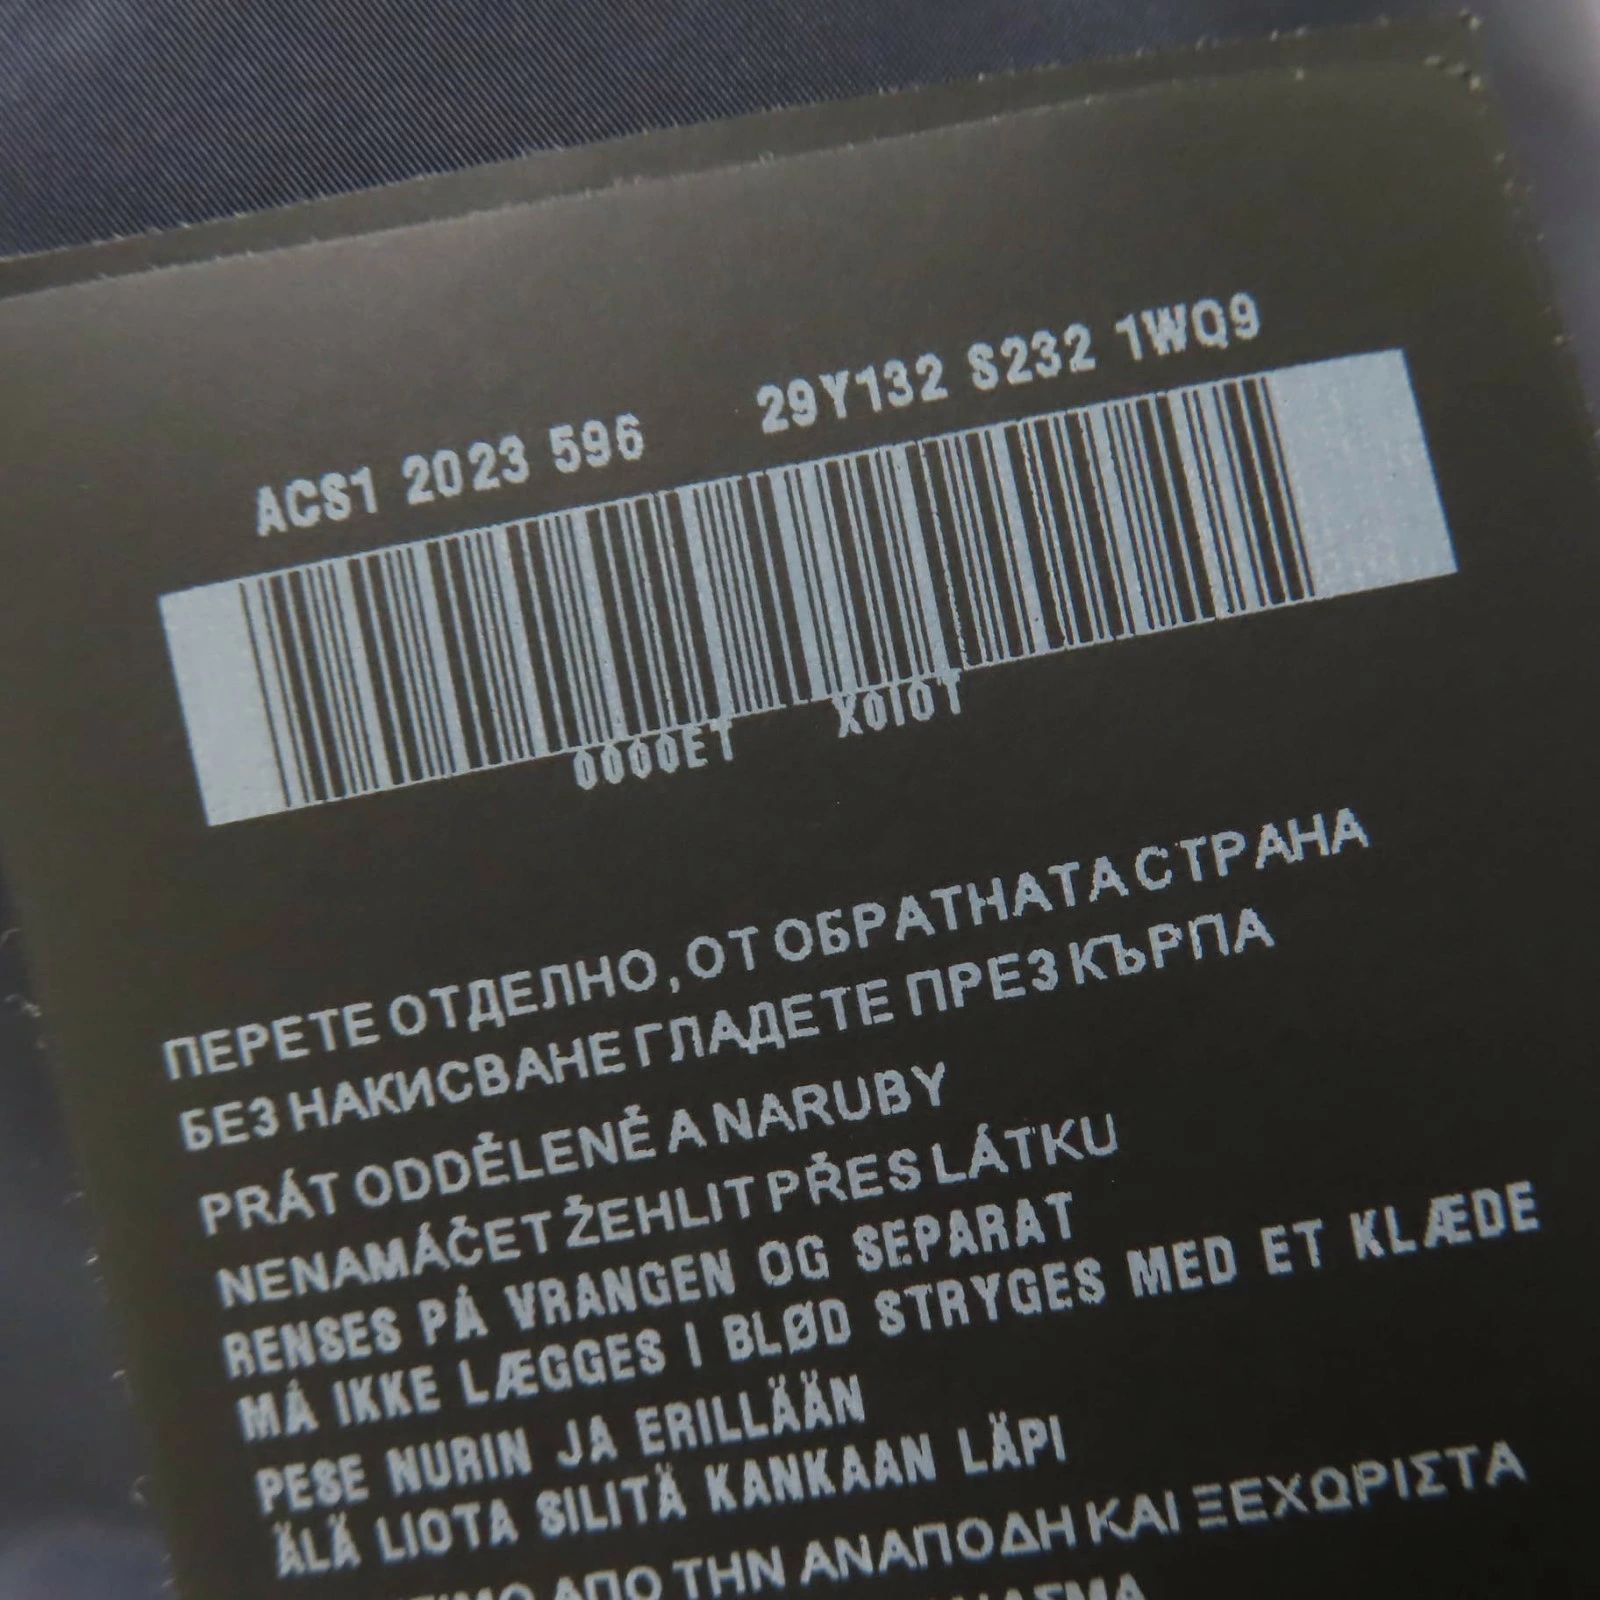 ACS1 2023 596 29Y132 S232 1WQ9
0000ET X0I0T
ПЕРЕТЕ ОТДЕЛНО, ОТ ОБРАТНАТА СТРАНА
БЕЗ НАКИСВАНЕ ГЛАДЕТЕ ПРЕЗ КЪРПА
PRÁT ODDĚLENĚ A NARUBY
NENAMÁČET ŽEHLIT PŘES LÁTKU
RENSES PÅ VRANGEN OG SEPARAT
MÅ IKKE LÆGGES I BLØD STRYGES MED ET KLÆDE
PESE NURIN JA ERILLÄÄN
ÄLÄ LIOTA SILITÄ KANKAAN LÄPI
ΑΠΟ ΤΗΝ ΑΝΑΠΟΔΗ ΚΑΙ ΞΕΧΩΡΙΣΤΑ